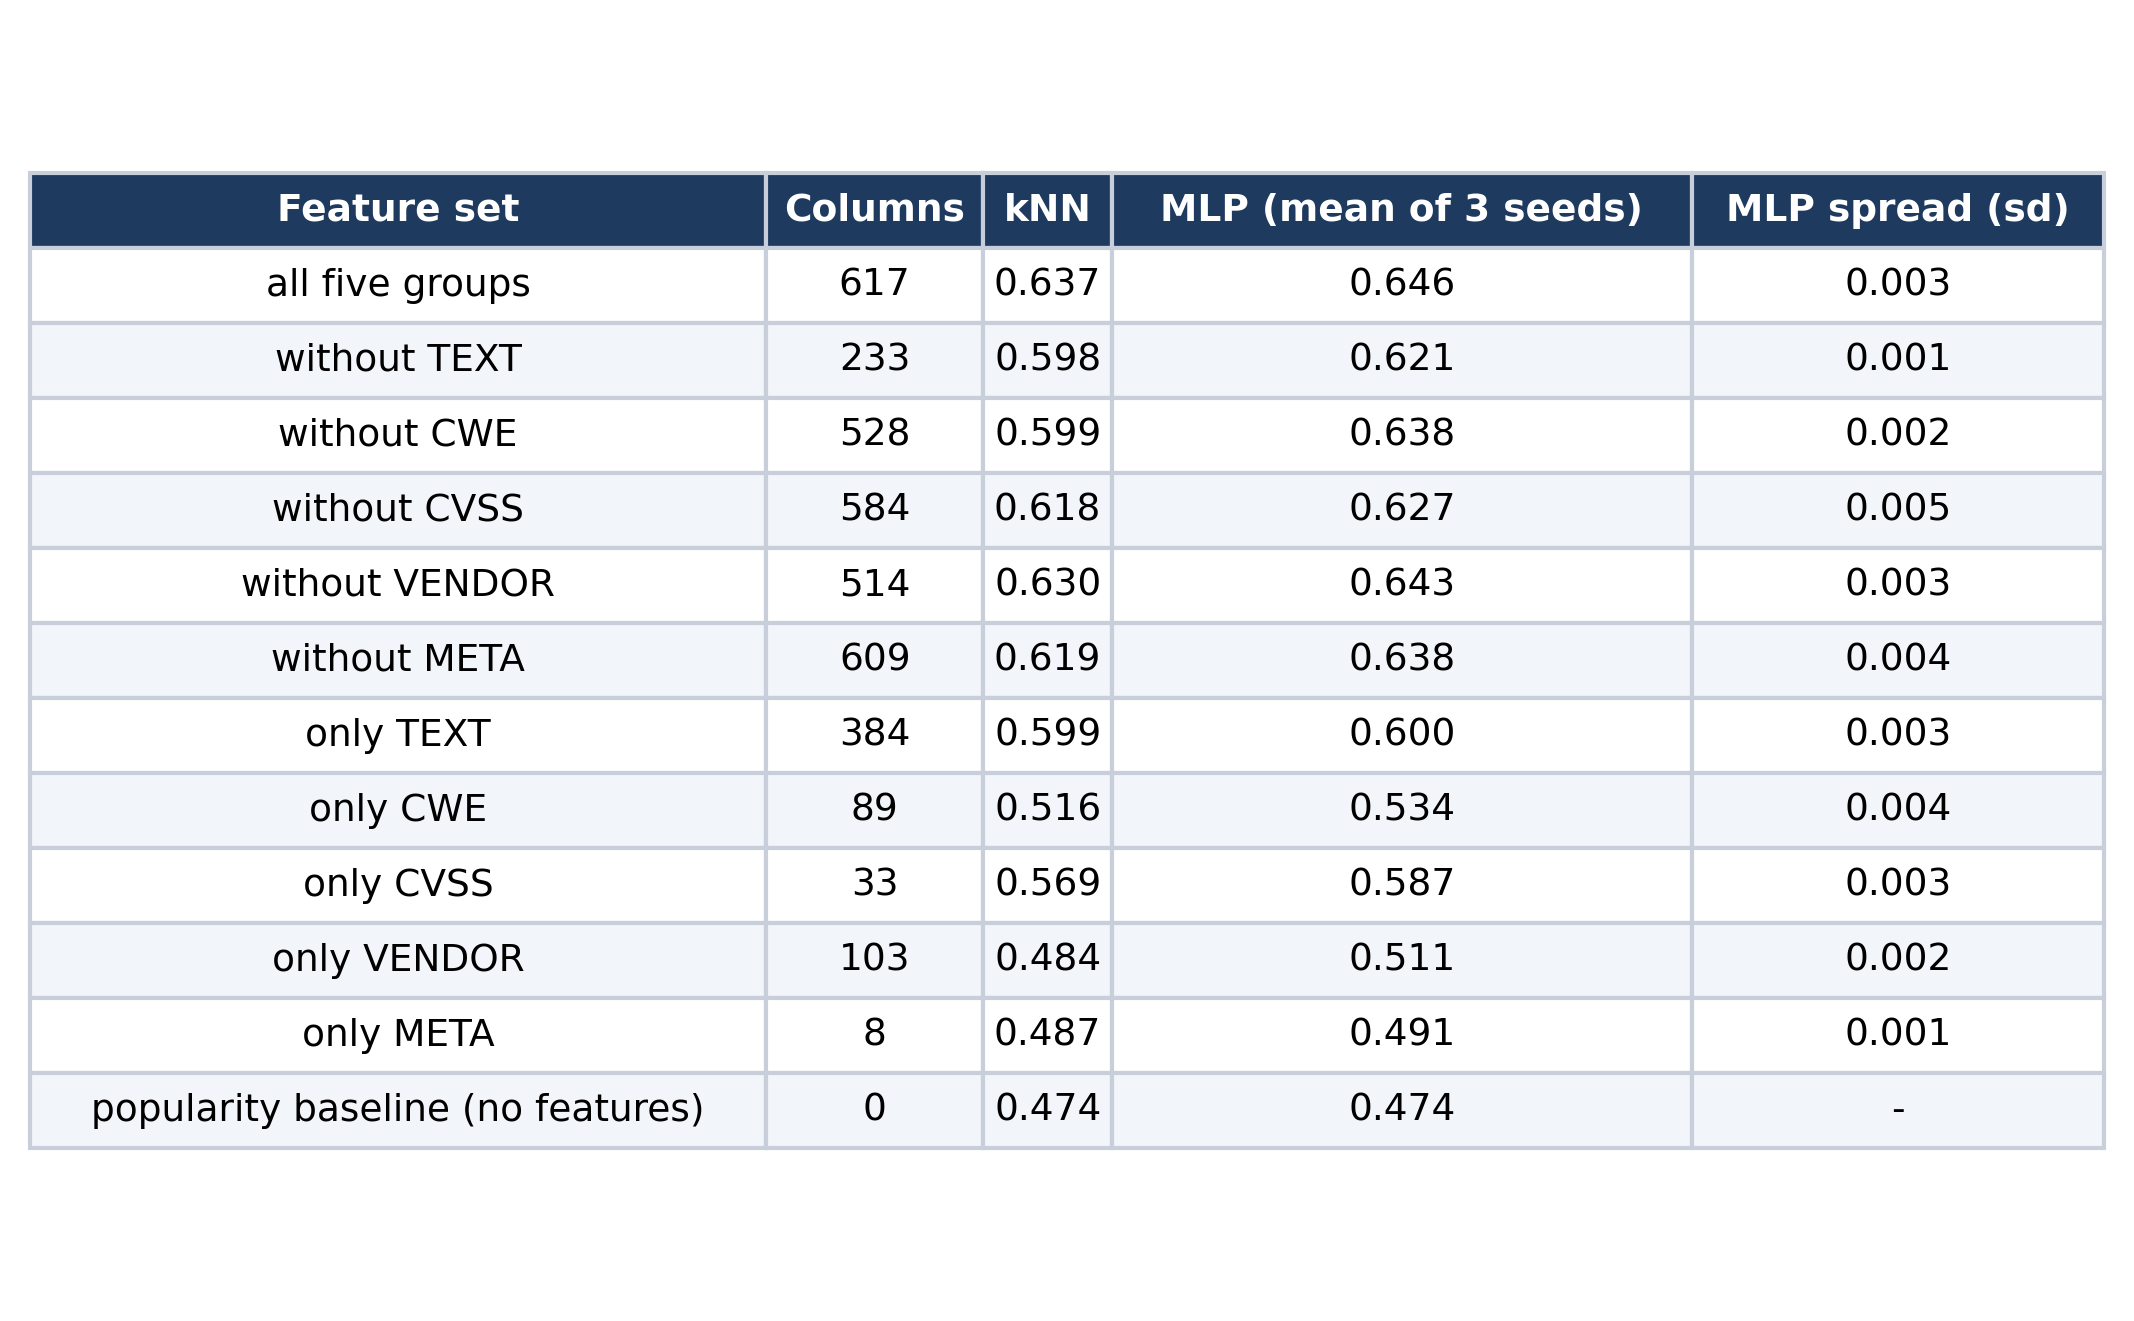 Feature set Columns kNN MLP (mean of 3 seeds) MLP spread (sd)
all five groups 617 0.637 0.646 0.003
without TEXT 233 0.598 0.621 0.001
without CWE 528 0.599 0.638 0.002
without CVSS 584 0.618 0.627 0.005
without VENDOR 514 0.630 0.643 0.003
without META 609 0.619 0.638 0.004
only TEXT 384 0.599 0.600 0.003
only CWE 89 0.516 0.534 0.004
only CVSS 33 0.569 0.587 0.003
only VENDOR 103 0.484 0.511 0.002
only META 8 0.487 0.491 0.001
popularity baseline (no features) 0 0.474 0.474 -